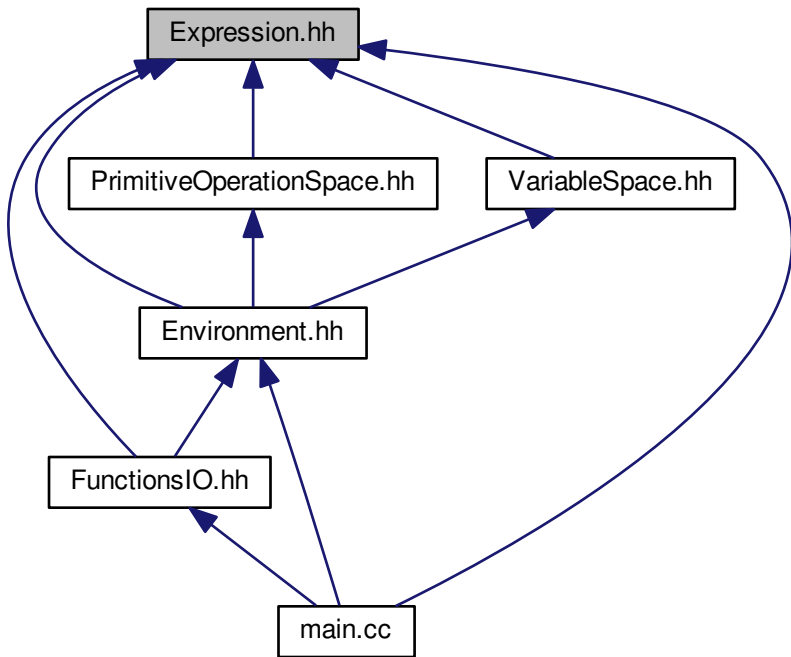 Expression.hh
PrimitiveOperationSpace.hh
VariableSpace.hh
Environment.hh
FunctionsIO.hh
main.cc